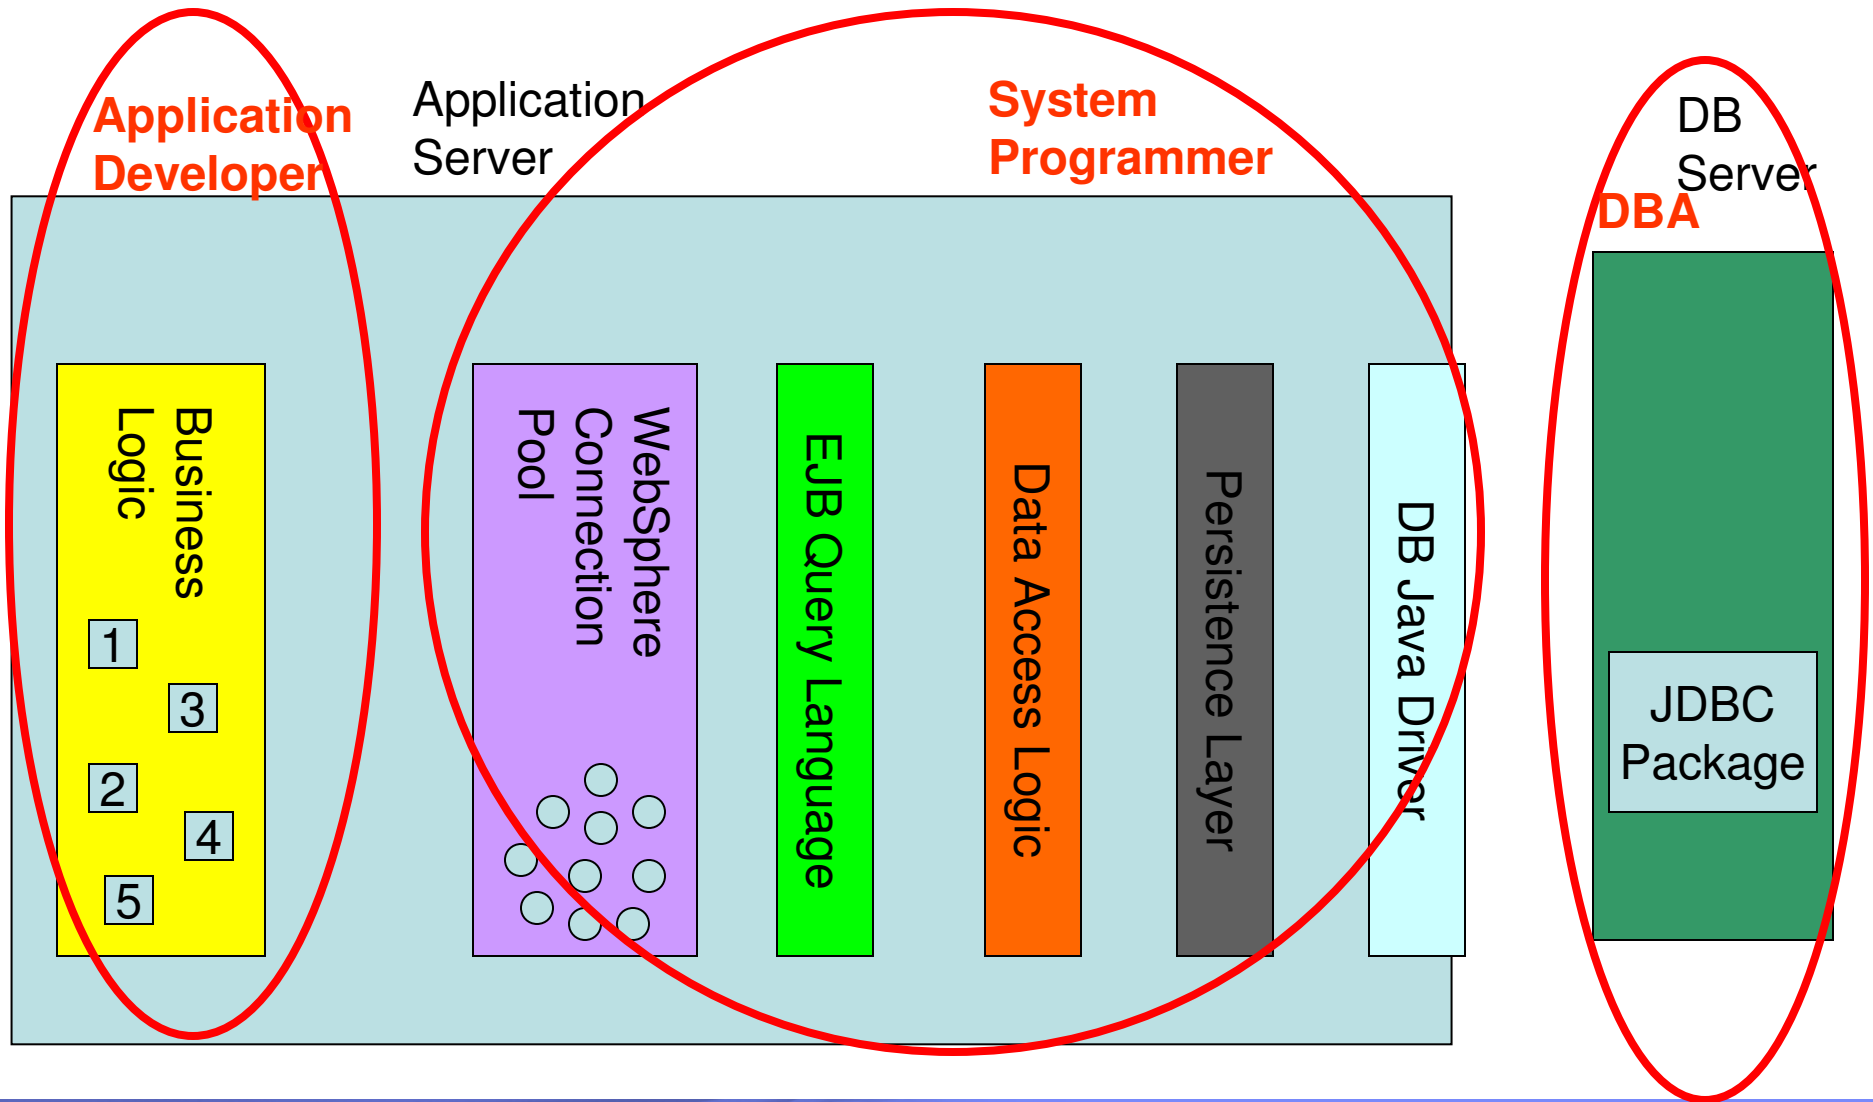 Application
Developer
Application
Server
System
Programmer
DB
Server
DBA
Business
Logic
1
3
2
4
5
WebSphere
Connection
Pool
EJB Query Language
Data Access Logic
Persistence Layer
DB Java Driver
JDBC
Package